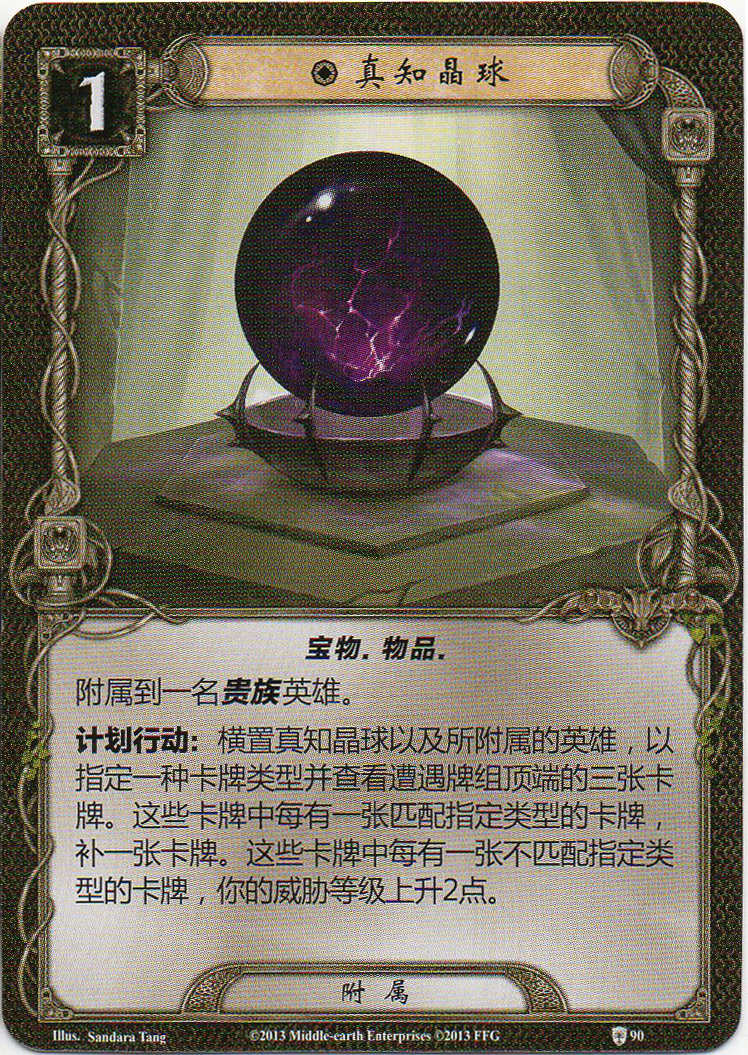 1
真知晶球
宝物. 物品.
附属到一名贵族英雄。
计划行动：横置真知晶球以及所附属的英雄，以
指定一种卡牌类型并查看遭遇牌组顶端的三张卡
牌。这些卡牌中每有一张匹配指定类型的卡牌，
补一张卡牌。这些卡牌中每有一张不匹配指定类
型的卡牌，你的威胁等级上升2点。
附属
Illus. Sandara Tang ©2013 Middle-earth Enterprises ©2013 FFG 90